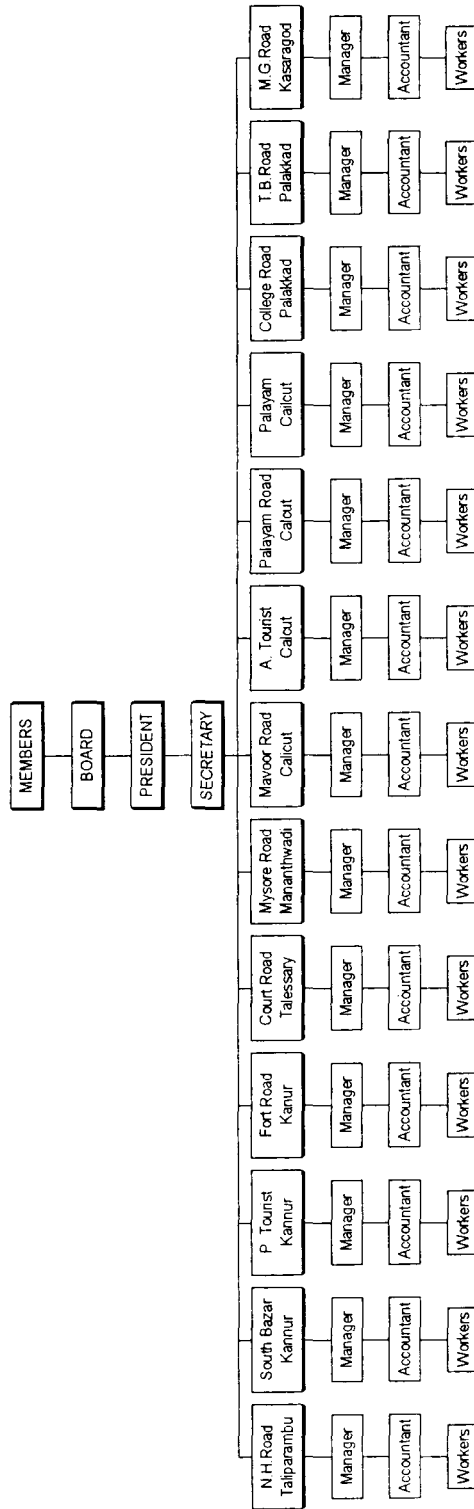 MEMBERS
BOARD
PRESIDENT
SECRETARY
N.H.Road
Taliparambu
South Bazar
Kannur
P Tourist
Kannur
Fort Road
Kanur
Court Road
Talessary
Mysore Road
Mananthwadi
Mavoor Road
Calicut
A. Tourist
Calcut
Palayam Road
Calcut
Palayam
Cailcut
College Road
Palakkad
T.B.Road
Palakkad
M.G.Road
Kasaragod
Manager
Manager
Manager
Manager
Manager
Manager
Manager
Manager
Manager
Manager
Manager
Manager
Manager
Accountant
Accountant
Accountant
Accountant
Accountant
Accountant
Accountant
Accountant
Accountant
Accountant
Accountant
Accountant
Accountant
Workers
Workers
Workers
Workers
Workers
Workers
Workers
Workers
Workers
Workers
Workers
Workers
Workers